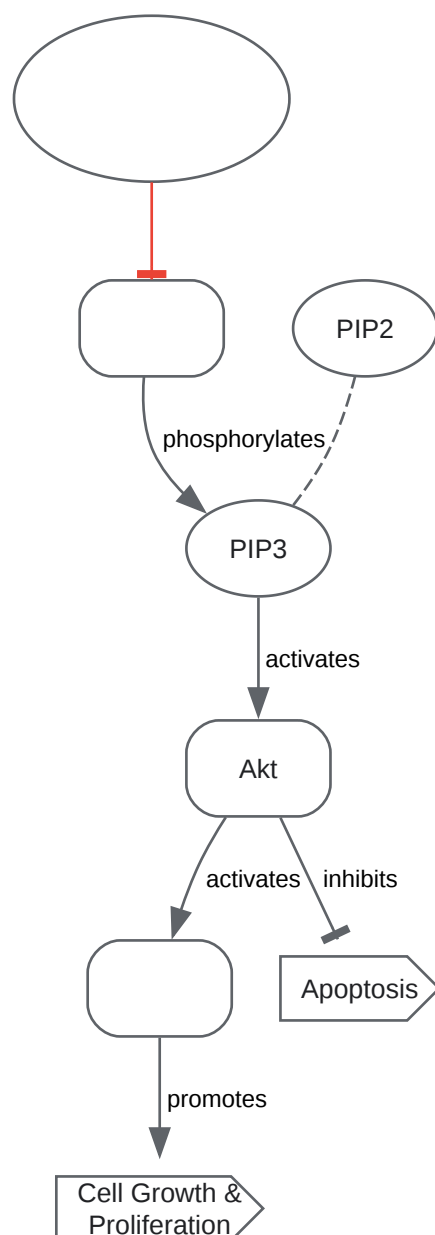 PIP2
phosphorylates
PIP3
activates
Akt
activates
inhibits
Apoptosis
promotes
Cell Growth &
Proliferation